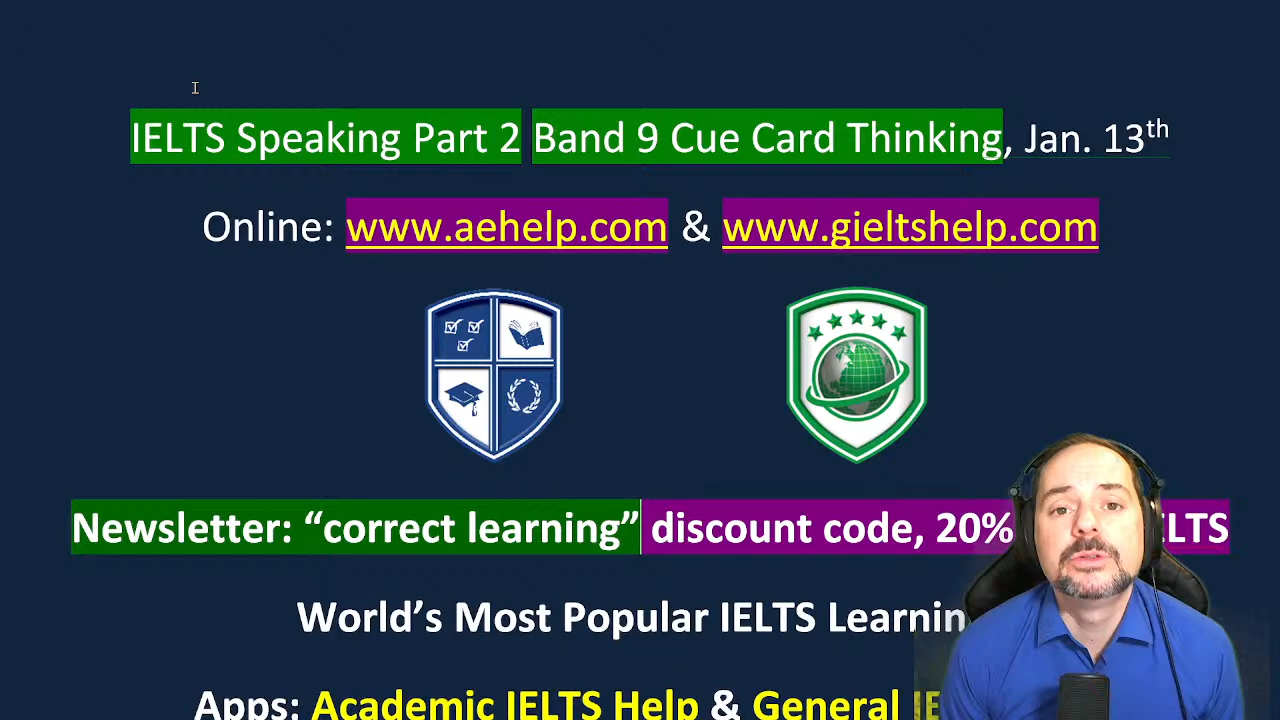 IELTS Speaking Part 2 Band 9 Cue Card Thinking, Jan. 13th
Online: www.aehelp.com & www.gieltshelp.com
Newsletter: “correct learning” discount code, 20% IELTS
World’s Most Popular IELTS
Apps: Academic IELTS Help & General